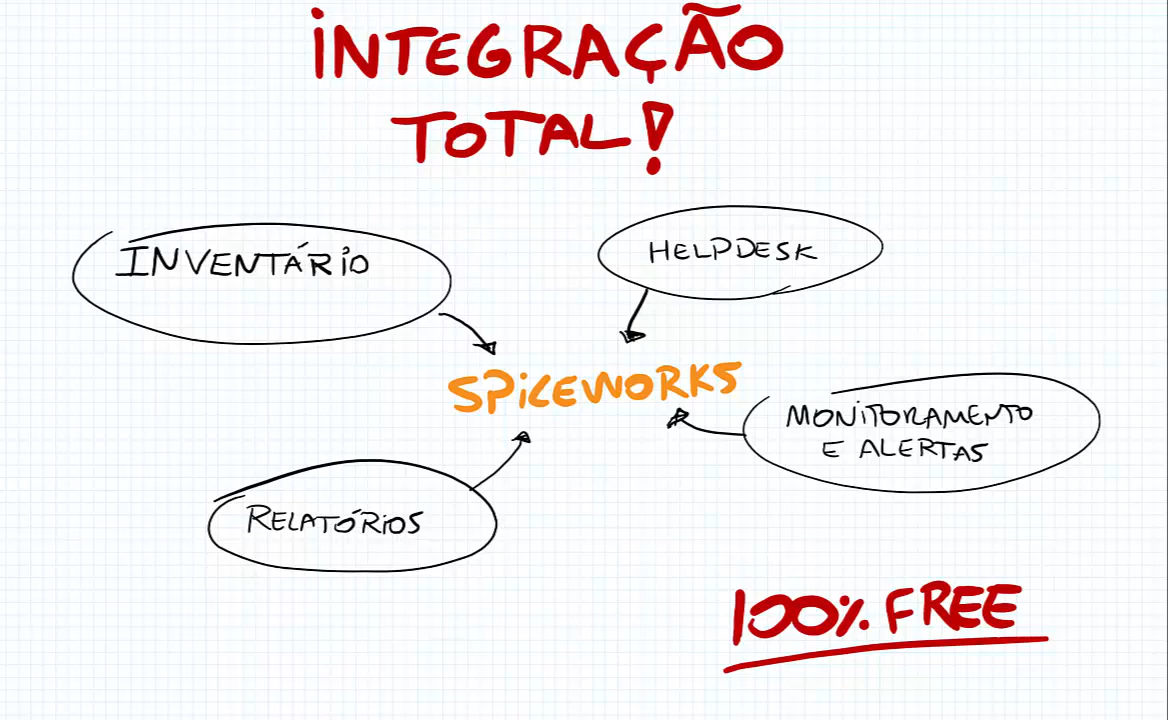 INTEGRAÇÃO
TOTAL!
INVENTÁRIO
HELPDESK
SPICEWORKS
MONITORAMENTO
E ALERTAS
RELATÓRIOS
100% FREE